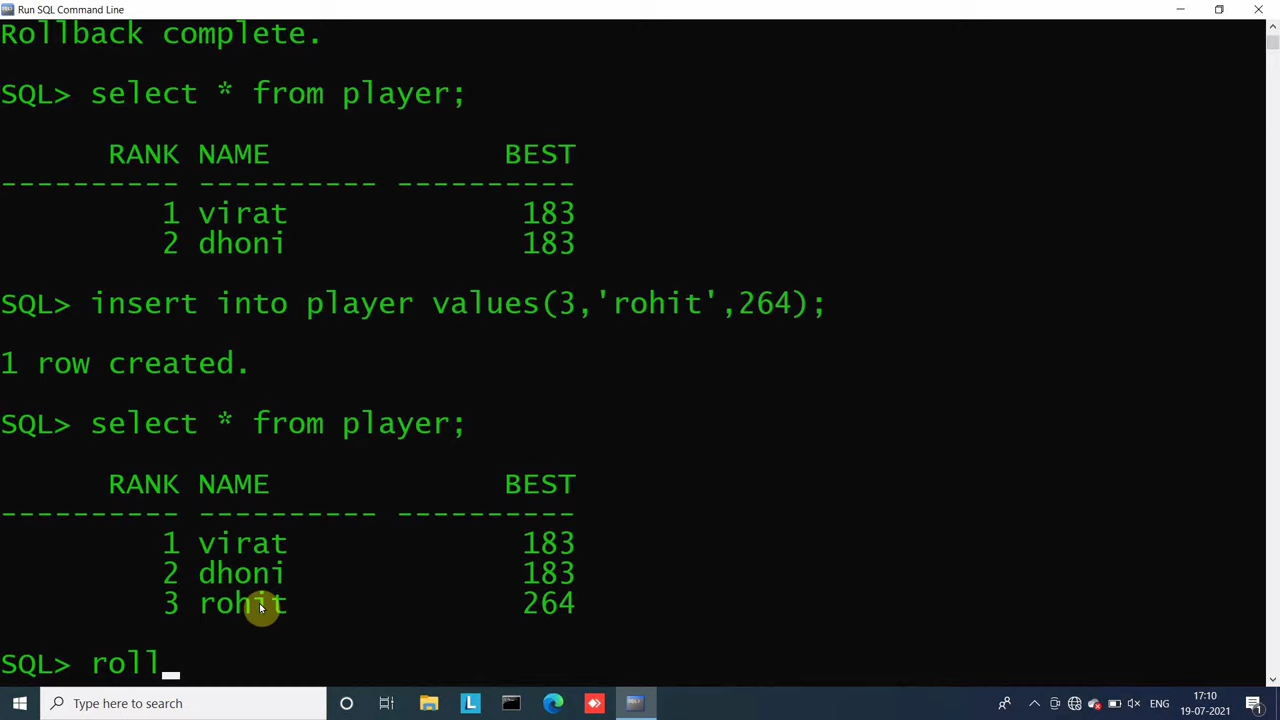 Run SQL Command Line
Rollback complete.
SQL> select * from player;
RANK NAME BEST
---------- ---------- ----------
1 virat 183
2 dhoni 183
SQL> insert into player values(3,'rohit',264);
1 row created.
SQL> select * from player;
RANK NAME BEST
---------- ---------- ----------
1 virat 183
2 dhoni 183
3 rohit 264
SQL> roll_
Type here to search
L
ENG
17:10
19-07-2021
1